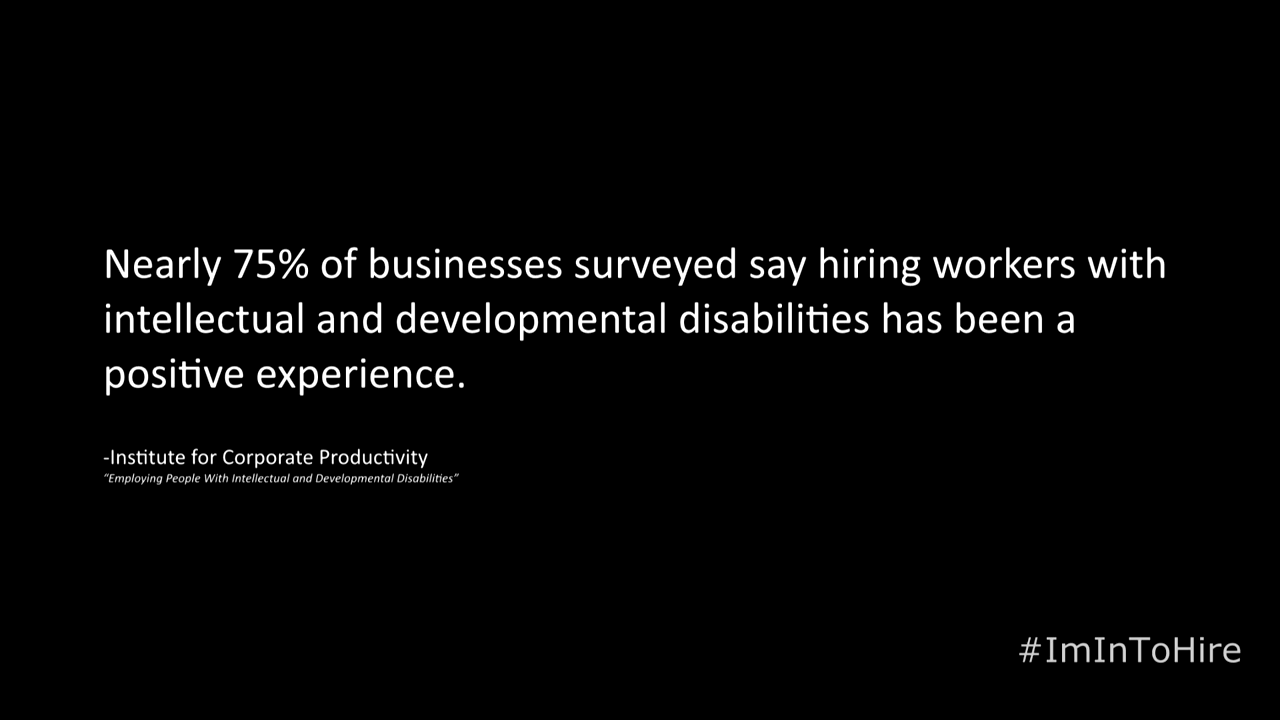 Nearly 75% of businesses surveyed say hiring workers with
intellectual and developmental disabilities has been a
positive experience.
-Institute for Corporate Productivity
“Employing People With Intellectual and Developmental Disabilities”
#ImInToHire